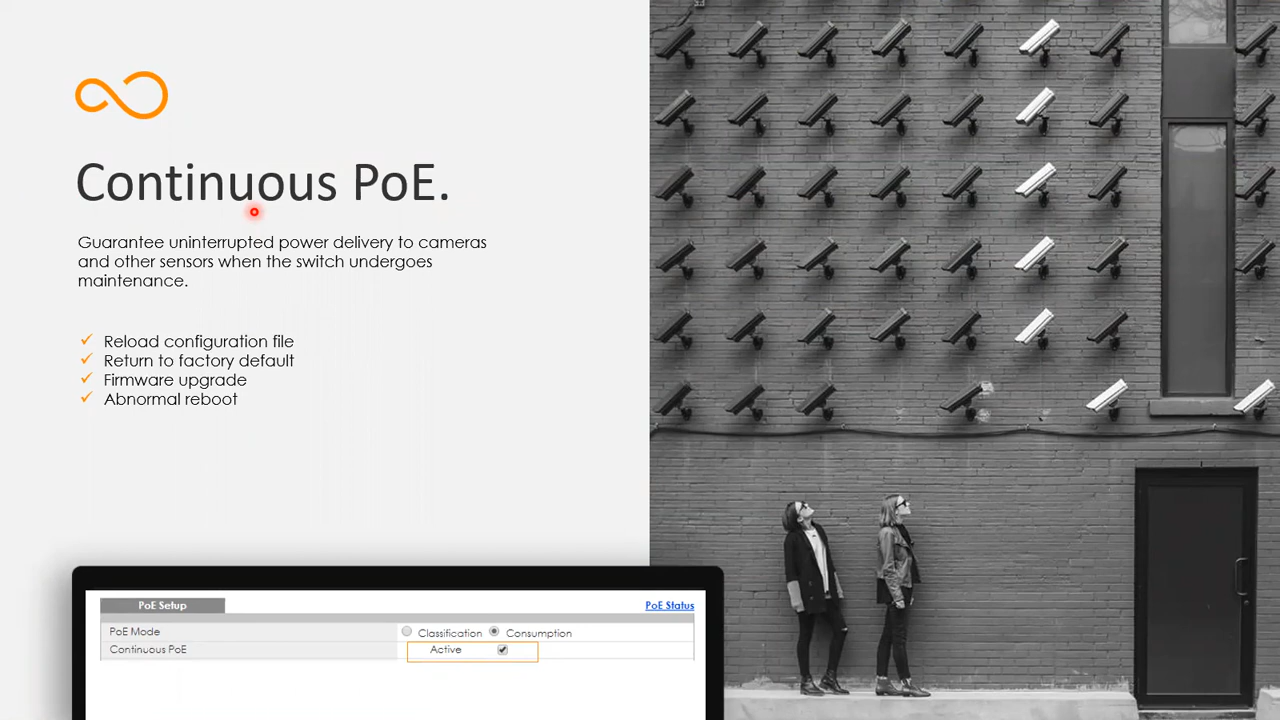 Continuous PoE.
Guarantee uninterrupted power delivery to cameras
and other sensors when the switch undergoes
maintenance.
Reload configuration file
Return to factory default
Firmware upgrade
Abnormal reboot
PoE Setup PoE Status
PoE Mode Classification Consumption
Continuous PoE Active